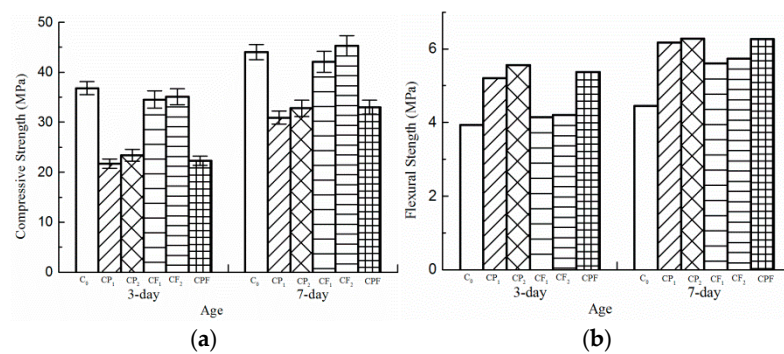 Compressive Strength (MPa)
50
40
30
20
10
0
C0 CP1 CP2 CF1 CF2 CPF C0 CP1 CP2 CF1 CF2 CPF
3-day 7-day
Age
(a)
Flexural Stength (MPa)
6
4
2
0
C0 CP1 CP2 CF1 CF2 CPF C0 CP1 CP2 CF1 CF2 CPF
3-day 7-day
Age
(b)